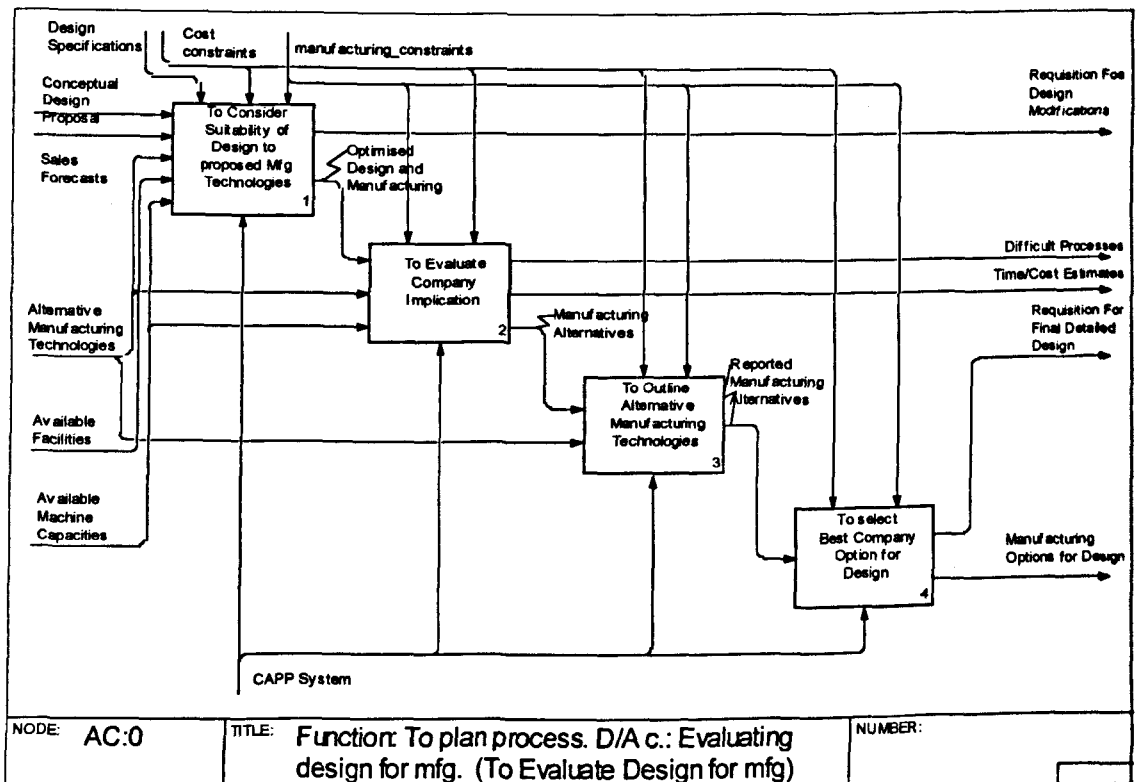 Design
Specifications
Cost
constraints
manufacturing_constraints
Conceptual
Design
Proposal
Sales
Forecasts
To Consider
Suitability of
Design to
proposed Mfg
Technologies
1
Requisition Foe
Design
Modifications
Optimised
Design and
Manufacturing
To Evaluate
Company
Implication
2
Difficult Processes
Time/Cost Estimates
Alternative
Manufacturing
Technologies
Manufacturing
Alternatives
Requisition For
Final Detailed
Design
To Outline
Alternative
Manufacturing
Technologies
3
Reported
Manufacturing
Alternatives
Available
Facilities
Available
Machine
Capacities
To select
Best Company
Option for
Design
4
Manufacturing
Options for Design
CAPP System
NODE: AC:0
TITLE: Function: To plan process. D/A c.: Evaluating
design for mfg. (To Evaluate Design for mfg)
NUMBER: